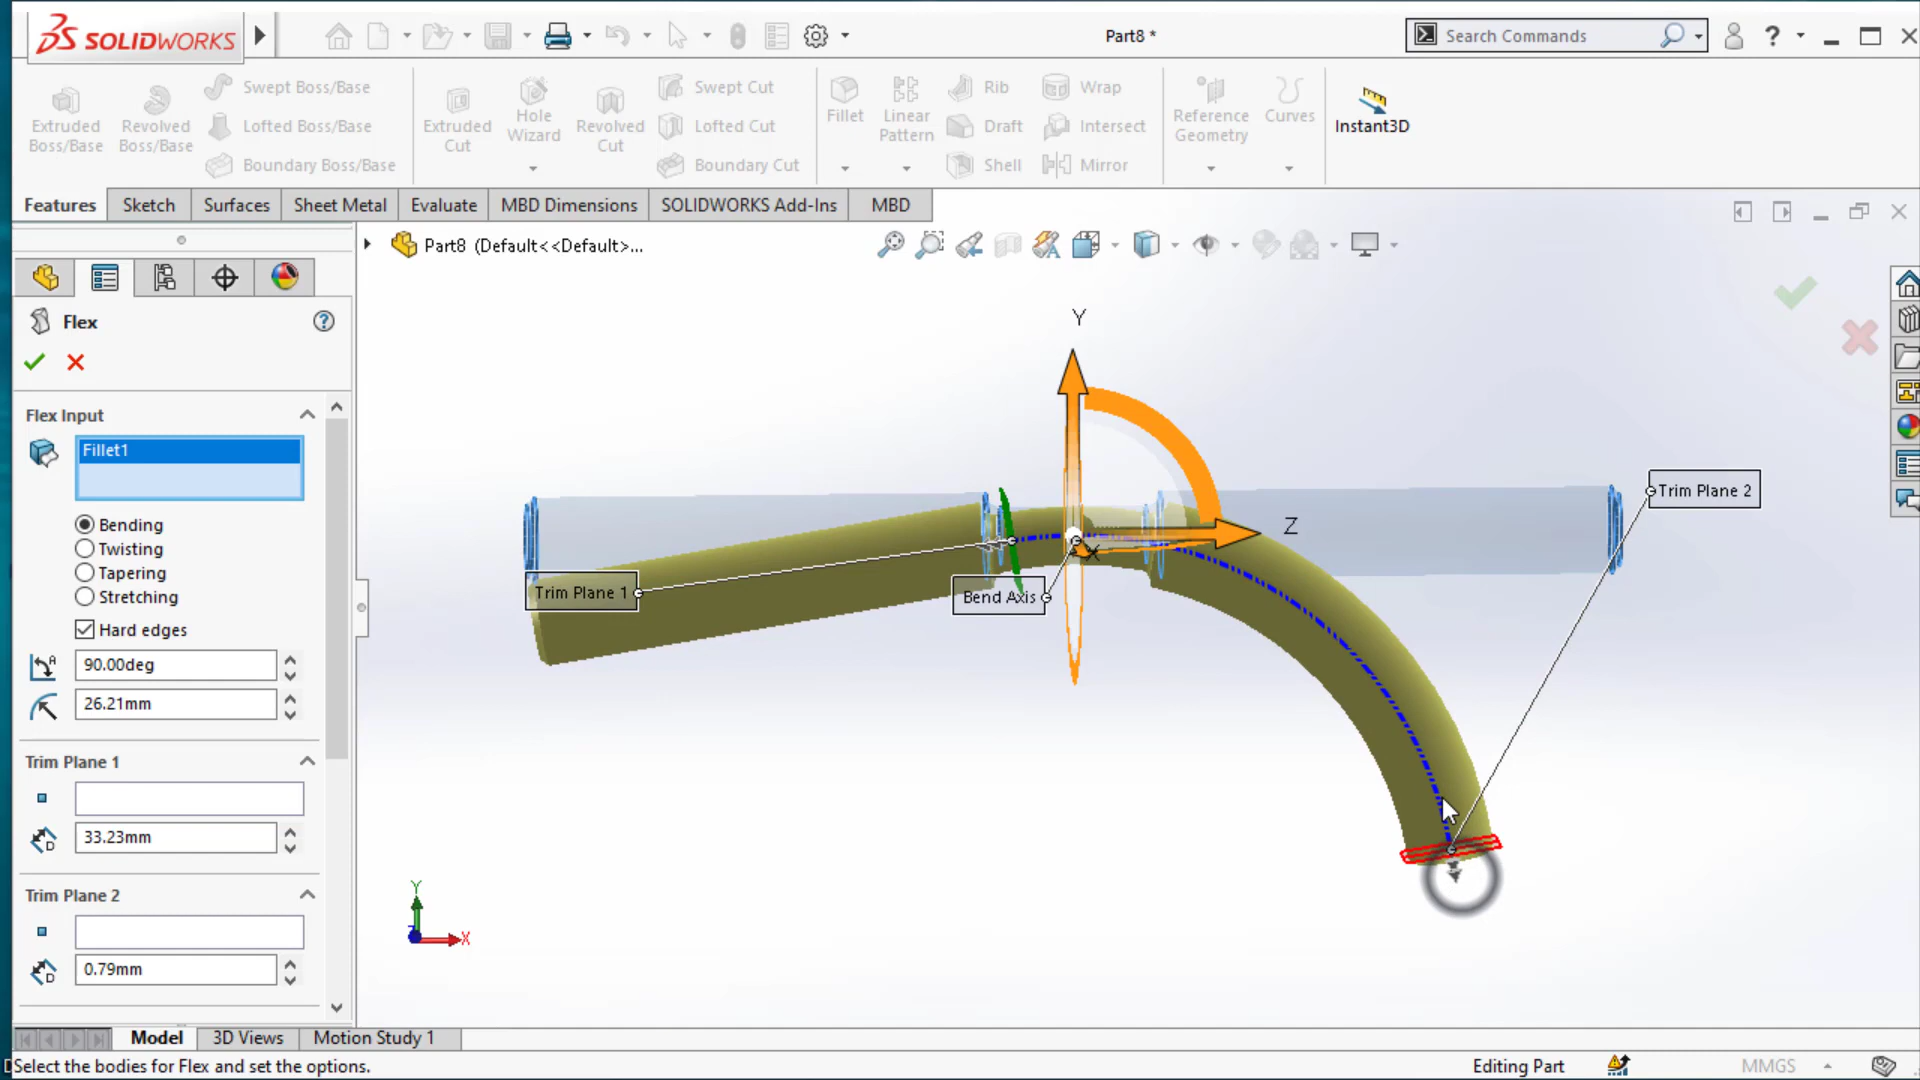 SOLIDWORKS
Part8 *
Search Commands
?
Extruded Boss/Base
Revolved Boss/Base
Swept Boss/Base
Lofted Boss/Base
Boundary Boss/Base
Extruded Cut
Hole Wizard
Revolved Cut
Swept Cut
Lofted Cut
Boundary Cut
Fillet
Linear Pattern
Rib
Draft
Shell
Wrap
Intersect
Mirror
Reference Geometry
Curves
Instant3D
Features
Sketch
Surfaces
Sheet Metal
Evaluate
MBD Dimensions
SOLIDWORKS Add-Ins
MBD
Part8 (Default<<Default>...
Flex
?
Flex Input
Fillet1
Bending
Twisting
Tapering
Stretching
Hard edges
90.00deg
26.21mm
Trim Plane 1
33.23mm
Trim Plane 2
0.79mm
Y
Z
X
Trim Plane 2
Trim Plane 1
Bend Axis
Y
X
Model
3D Views
Motion Study 1
Select the bodies for Flex and set the options.
Editing Part
MMGS